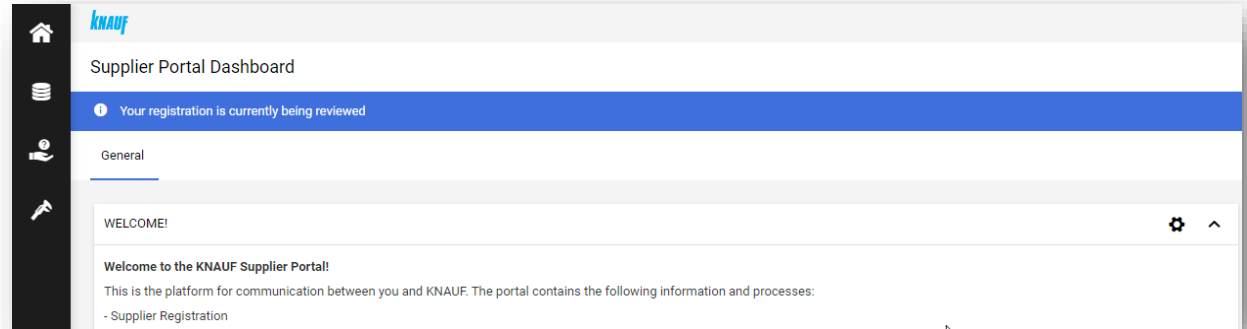 KNAUF
Supplier Portal Dashboard
Your registration is currently being reviewed
General
WELCOME!
Welcome to the KNAUF Supplier Portal!
This is the platform for communication between you and KNAUF. The portal contains the following information and processes:
- Supplier Registration